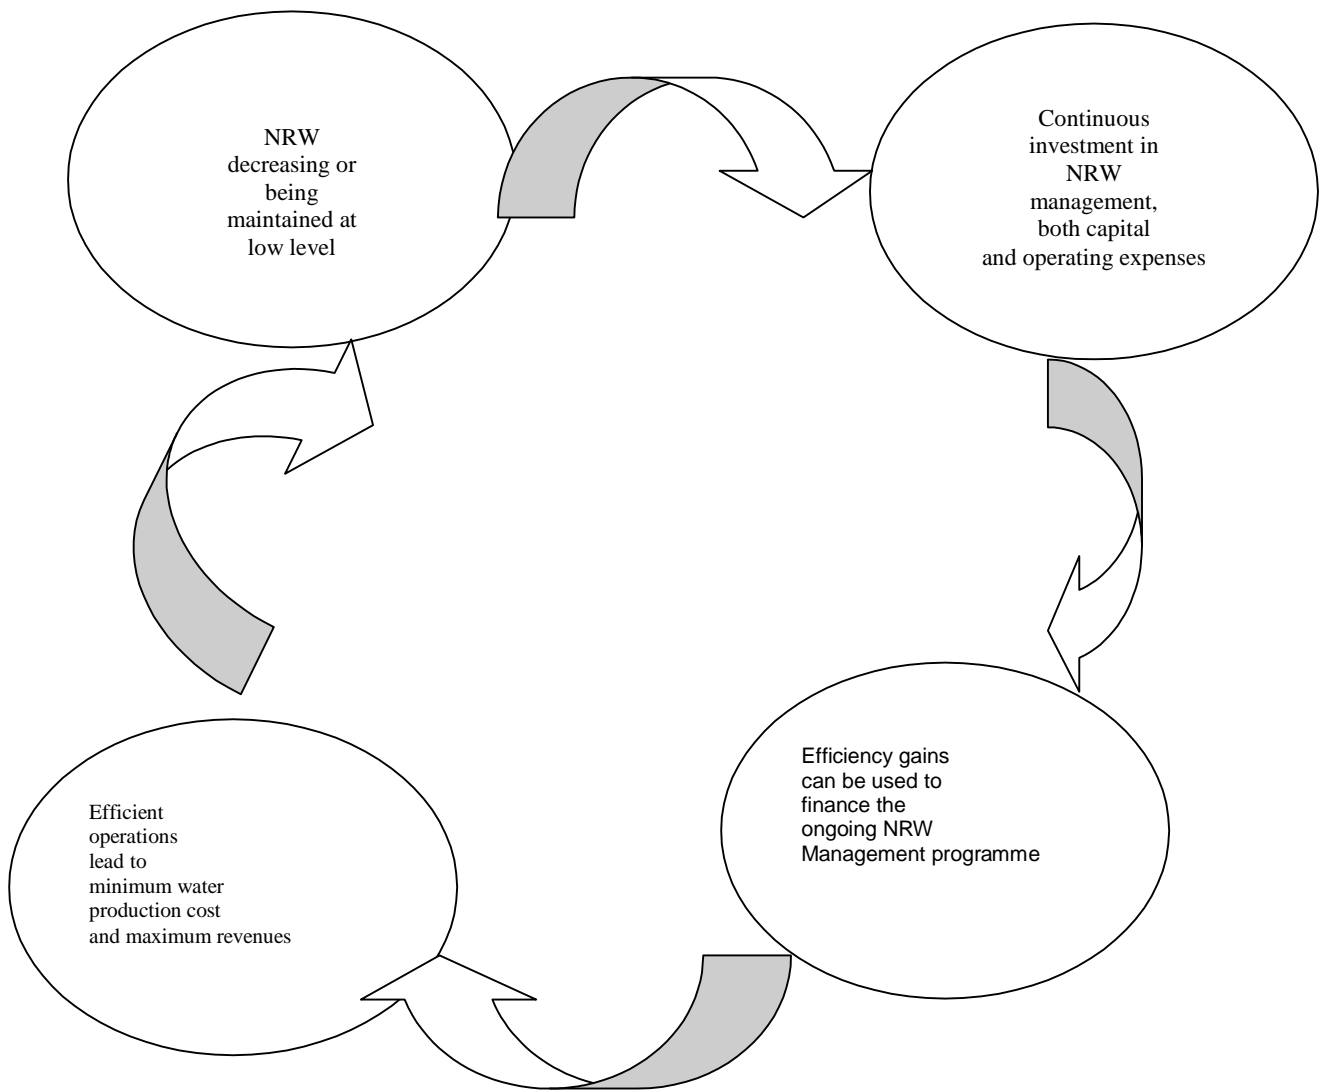 NRW
decreasing or
being
maintained at
low level
Continuous
investment in
NRW
management,
both capital
and operating expenses
Efficiency gains
can be used to
finance the
ongoing NRW
Management programme
Efficient
operations
lead to
minimum water
production cost
and maximum revenues